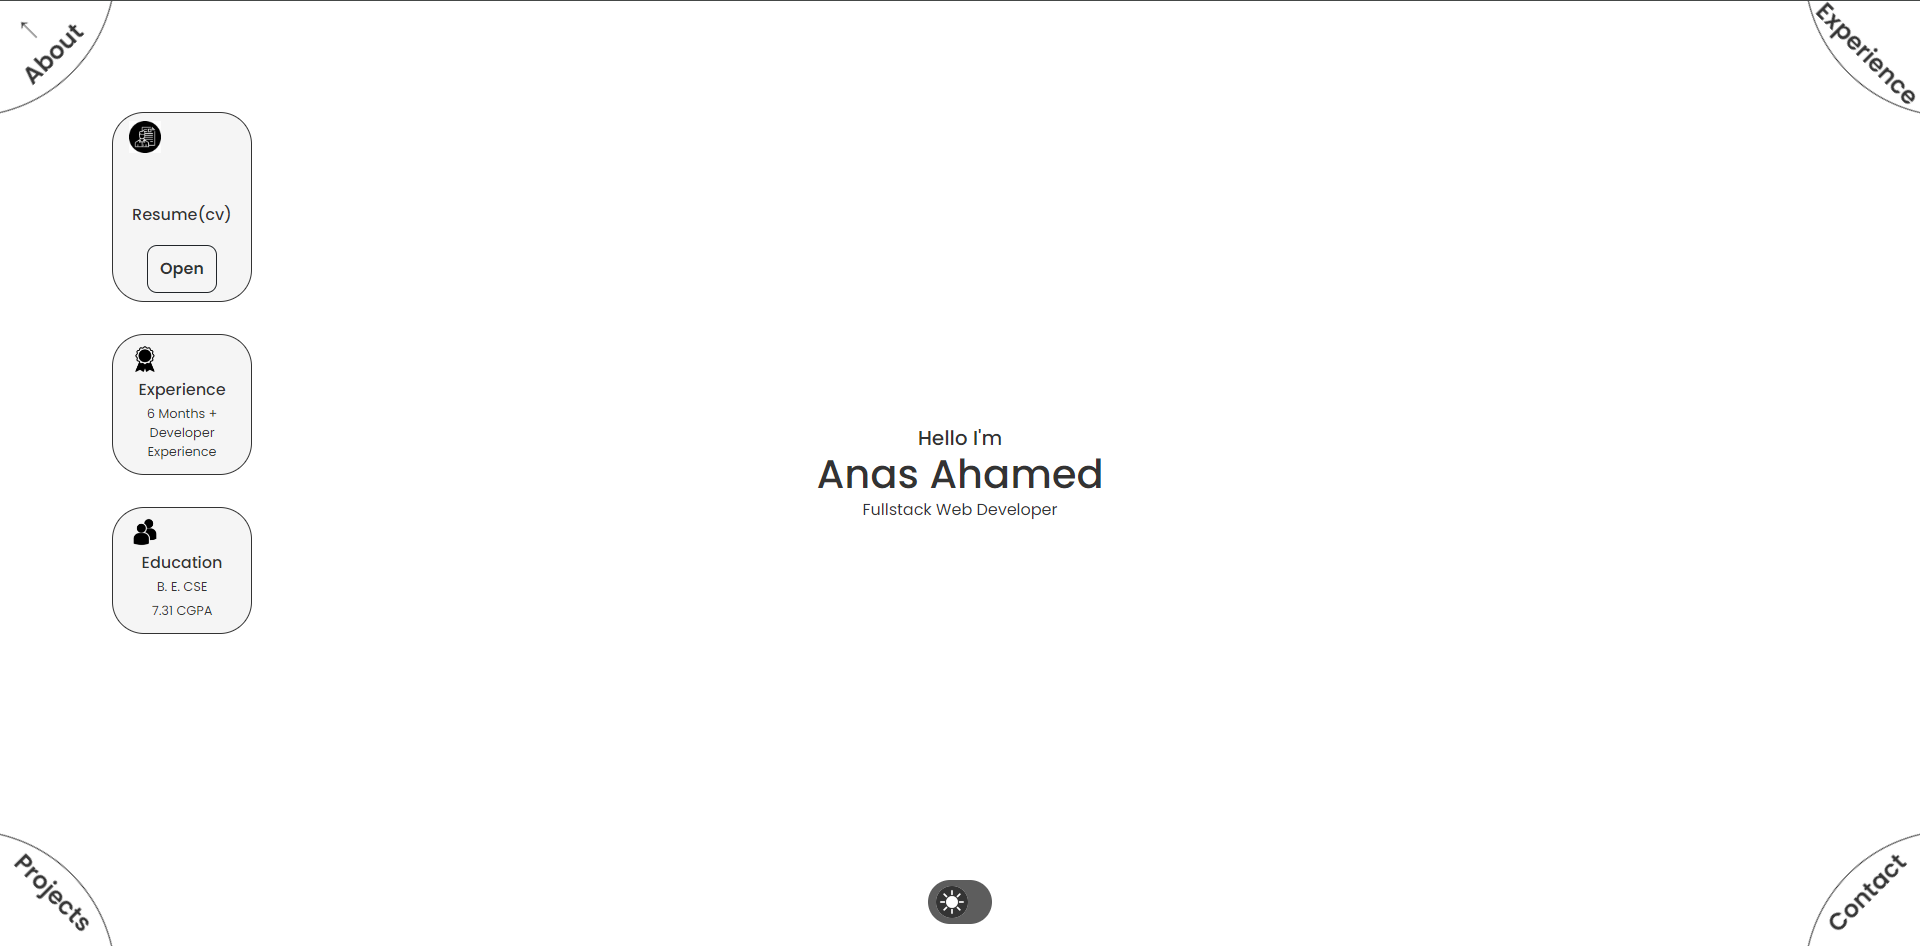 About
Experience
Resume(cv)
Open
Experience
6 Months +
Developer
Experience
Education
B. E. CSE
7.31 CGPA
Hello I'm
Anas Ahamed
Fullstack Web Developer
Projects
Contact